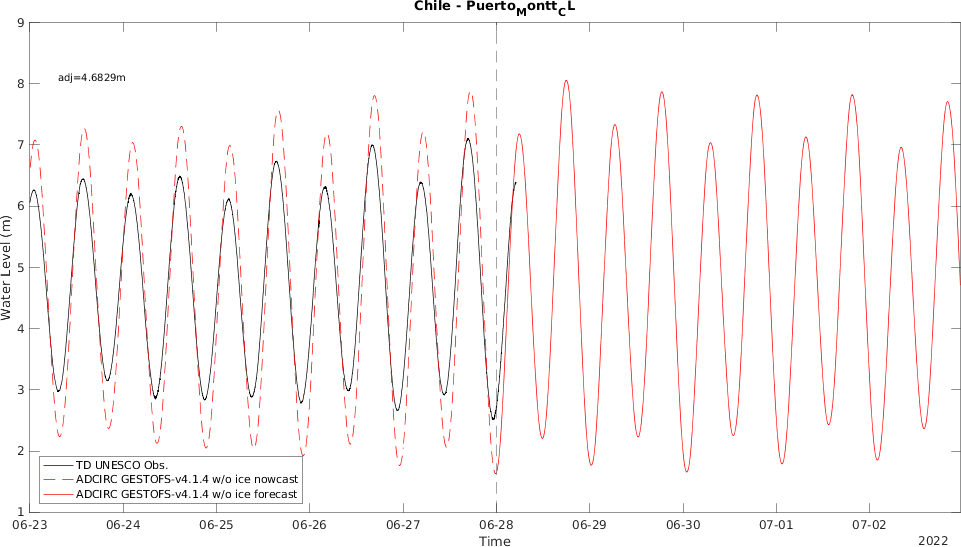 Chile - Puerto_Montt_CL
adj=4.6829m
Water Level (m)
9
8
7
6
5
4
3
2
1
TD UNESCO Obs.
ADCIRC GESTOFS-v4.1.4 w/o ice nowcast
ADCIRC GESTOFS-v4.1.4 w/o ice forecast
06-23 06-24 06-25 06-26 06-27 06-28 06-29 06-30 07-01 07-02
Time
2022